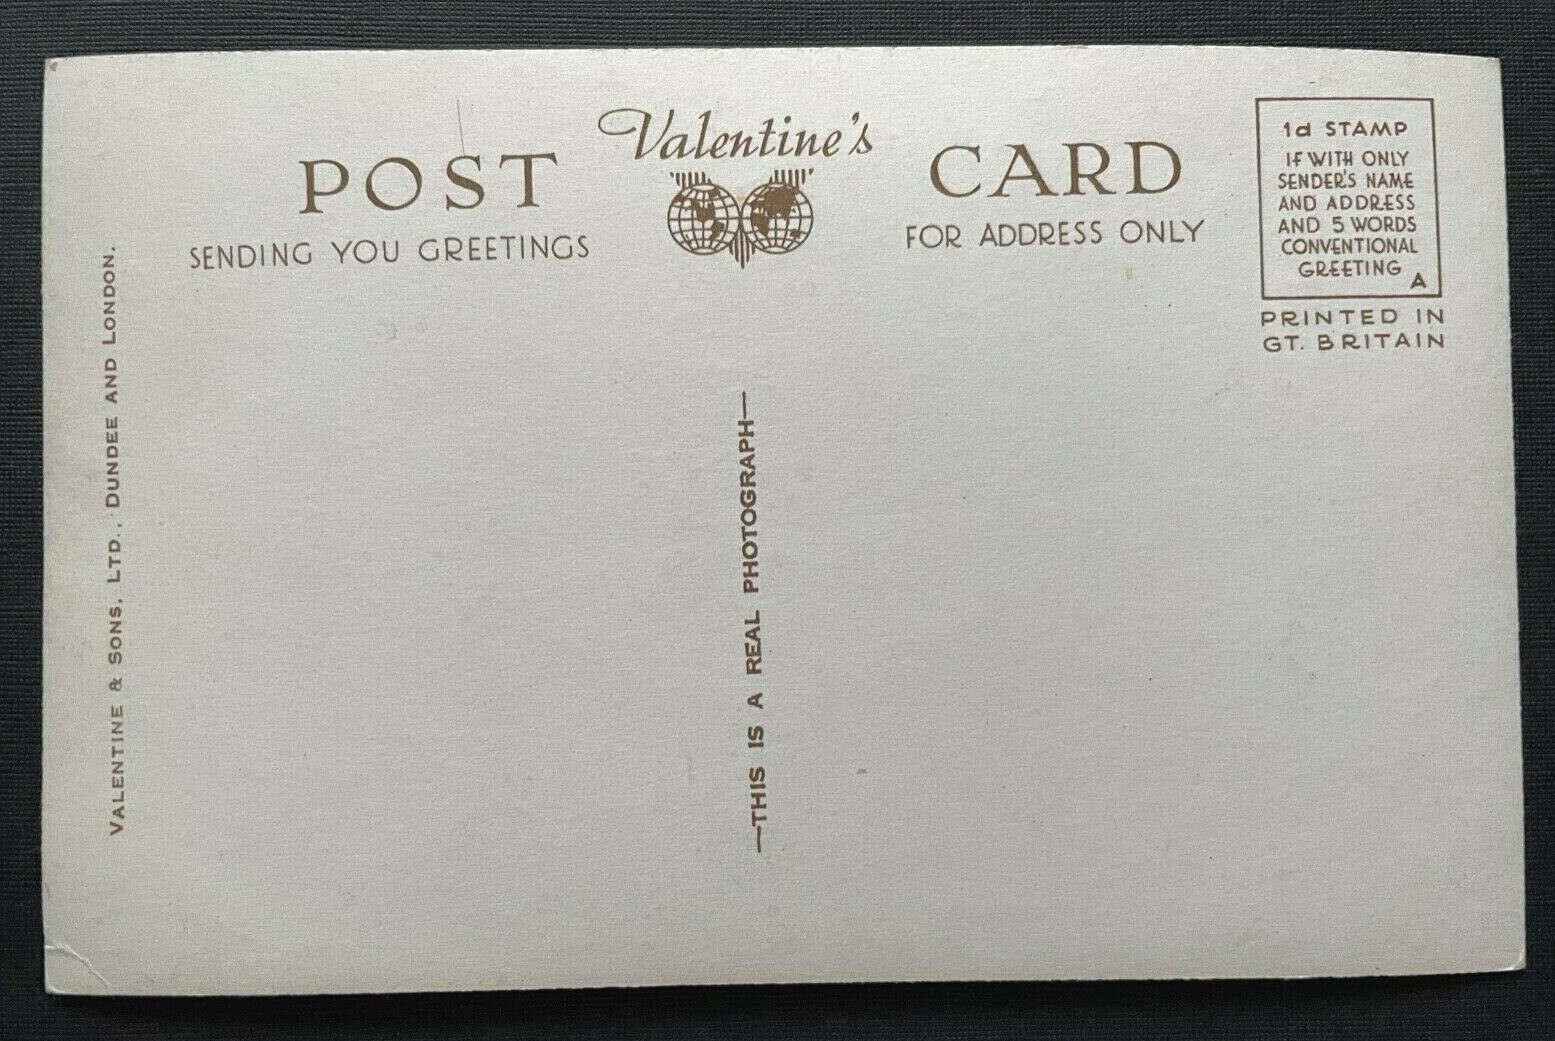 Valentine's
POST CARD
SENDING YOU GREETINGS
FOR ADDRESS ONLY
1d STAMP
IF WITH ONLY
SENDER'S NAME
AND ADDRESS
AND 5 WORDS
CONVENTIONAL
GREETING
A
PRINTED IN
GT. BRITAIN
VALENTINE & SONS, LTD., DUNDEE AND LONDON.
—THIS IS A REAL PHOTOGRAPH—